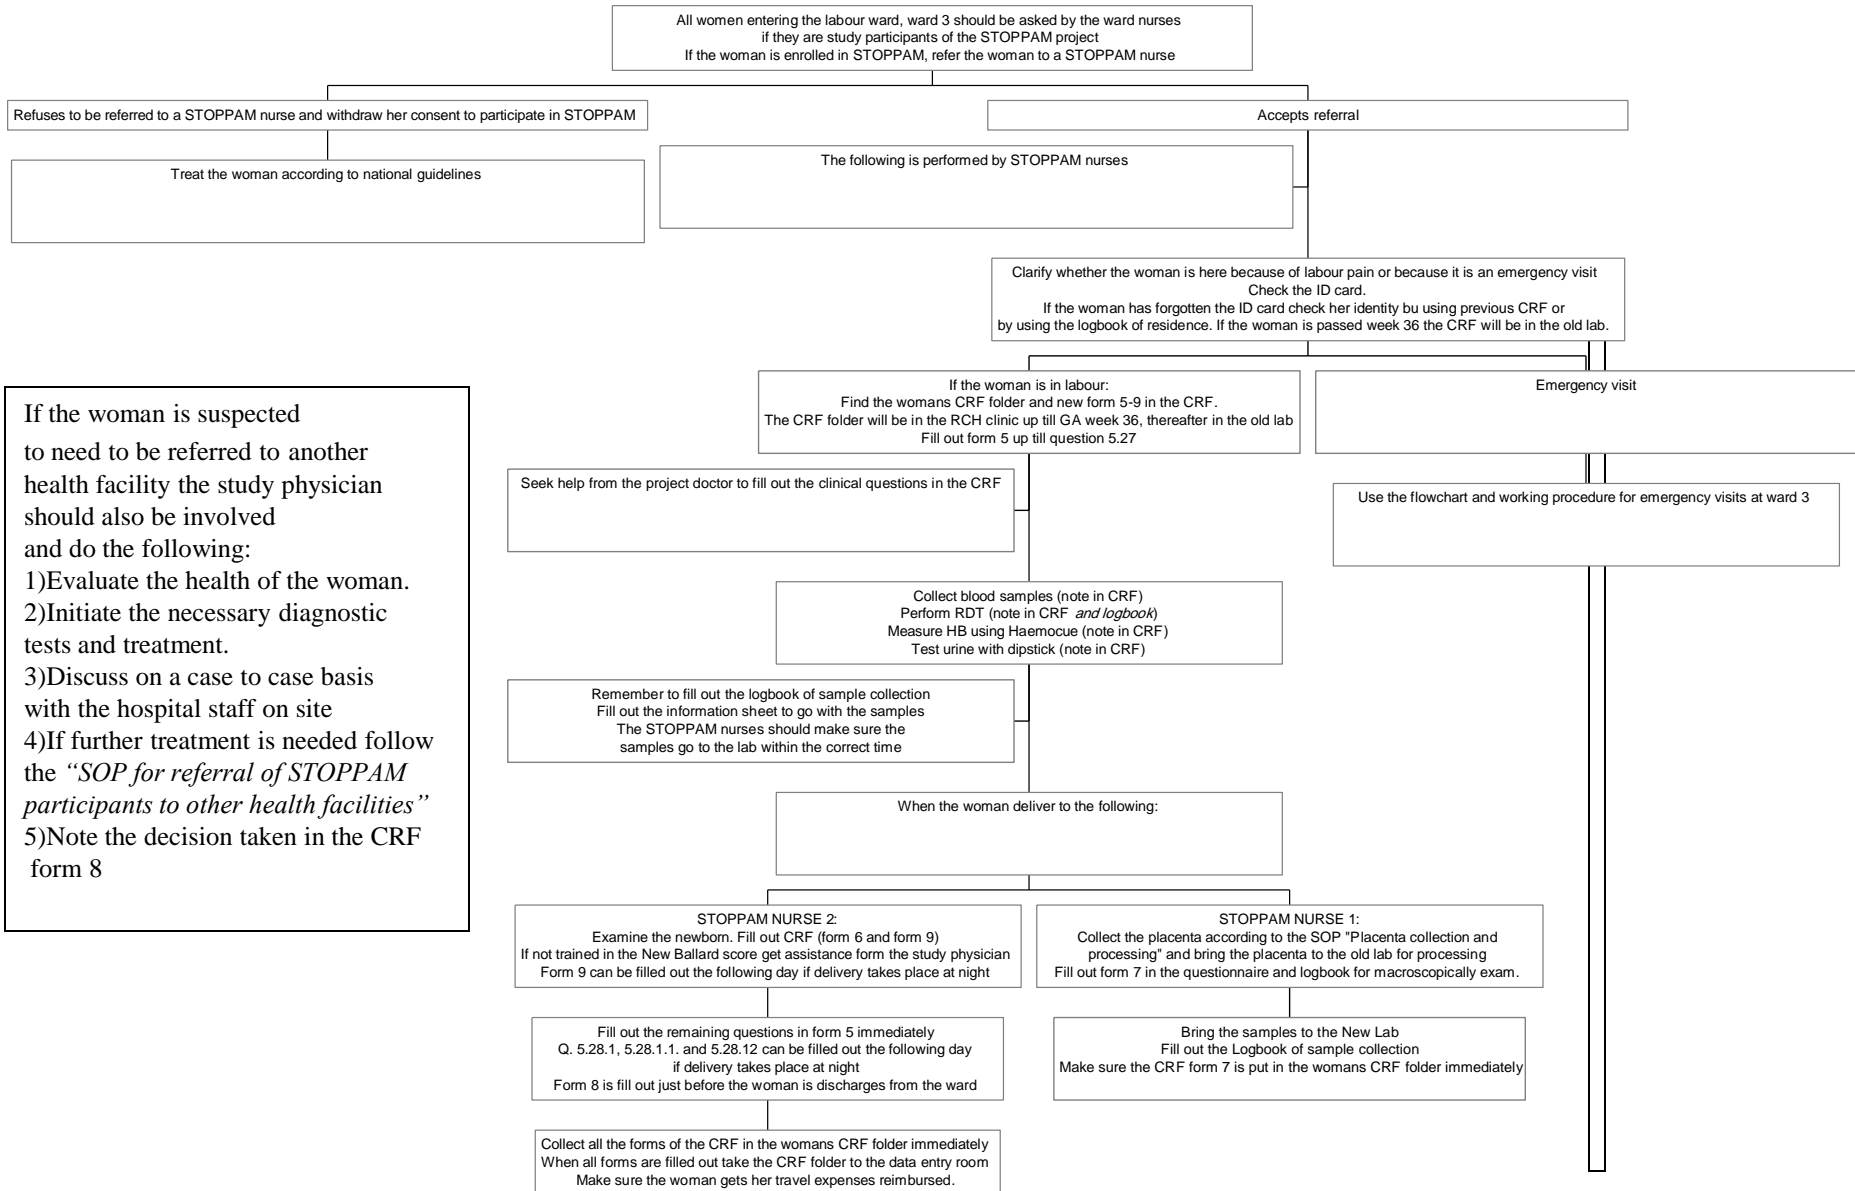 All women entering the labour ward, ward 3 should be asked by the ward nurses
if they are study participants of the STOPPAM project
If the woman is enrolled in STOPPAM, refer the woman to a STOPPAM nurse
Refuses to be referred to a STOPPAM nurse and withdraw her consent to participate in STOPPAM
Accepts referral
Treat the woman according to national guidelines
The following is performed by STOPPAM nurses
Clarify whether the woman is here because of labour pain or because it is an emergency visit
Check the ID card.
If the woman has forgotten the ID card check her identity bu using previous CRF or
by using the logbook of residence. If the woman is passed week 36 the CRF will be in the old lab.
If the woman is in labour:
Find the womans CRF folder and new form 5-9 in the CRF.
The CRF folder will be in the RCH clinic up till GA week 36, thereafter in the old lab
Fill out form 5 up till question 5.27
Emergency visit
If the woman is suspected
to need to be referred to another
health facility the study physician
should also be involved
and do the following:
1)Evaluate the health of the woman.
2)Initiate the necessary diagnostic
tests and treatment.
3)Discuss on a case to case basis
with the hospital staff on site
4)If further treatment is needed follow
the “SOP for referral of STOPPAM
participants to other health facilities”
5)Note the decision taken in the CRF
form 8
Seek help from the project doctor to fill out the clinical questions in the CRF
Use the flowchart and working procedure for emergency visits at ward 3
Collect blood samples (note in CRF)
Perform RDT (note in CRF and logbook)
Measure HB using Haemocue (note in CRF)
Test urine with dipstick (note in CRF)
Remember to fill out the logbook of sample collection
Fill out the information sheet to go with the samples
The STOPPAM nurses should make sure the
samples go to the lab within the correct time
When the woman deliver to the following:
STOPPAM NURSE 2:
Examine the newborn. Fill out CRF (form 6 and form 9)
If not trained in the New Ballard score get assistance form the study physician
Form 9 can be filled out the following day if delivery takes place at night
STOPPAM NURSE 1:
Collect the placenta according to the SOP "Placenta collection and
processing" and bring the placenta to the old lab for processing
Fill out form 7 in the questionnaire and logbook for macroscopically exam.
Fill out the remaining questions in form 5 immediately
Q. 5.28.1, 5.28.1.1. and 5.28.12 can be filled out the following day
if delivery takes place at night
Form 8 is fill out just before the woman is discharges from the ward
Bring the samples to the New Lab
Fill out the Logbook of sample collection
Make sure the CRF form 7 is put in the womans CRF folder immediately
Collect all the forms of the CRF in the womans CRF folder immediately
When all forms are filled out take the CRF folder to the data entry room
Make sure the woman gets her travel expenses reimbursed.